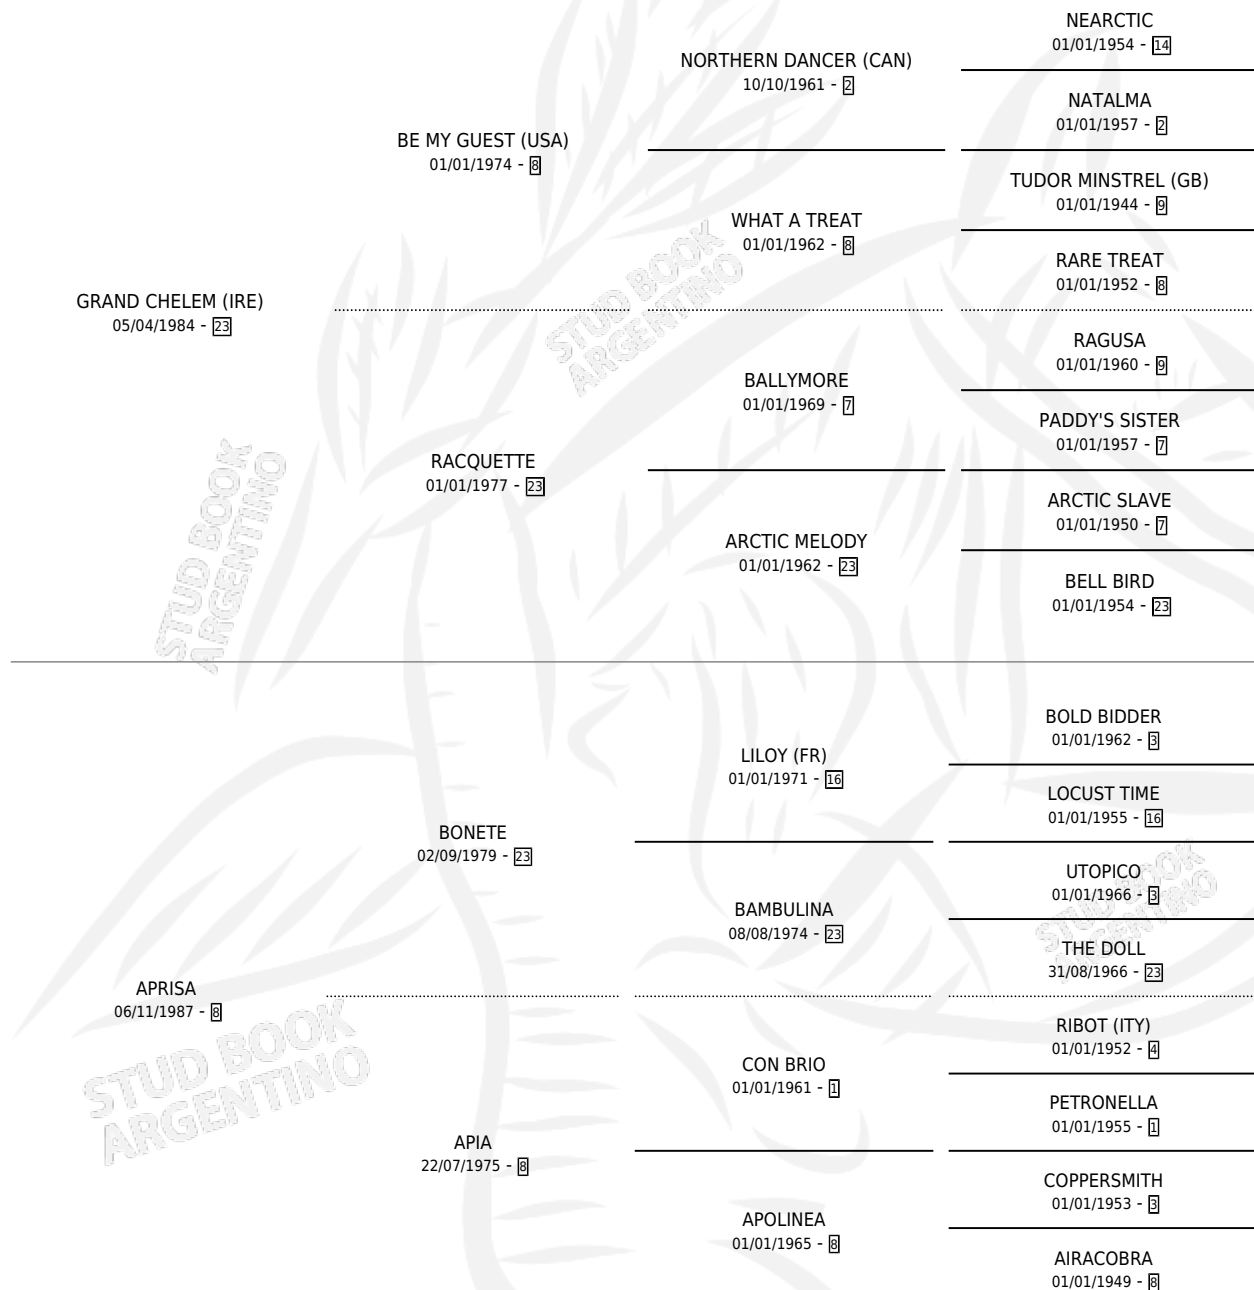 NEARCTIC
01/01/1954 - 14
NORTHERN DANCER (CAN)
10/10/1961 - 2
NATALMA
01/01/1957 - 2
BE MY GUEST (USA)
01/01/1974 - 8
TUDOR MINSTREL (GB)
01/01/1944 - 9
WHAT A TREAT
01/01/1962 - 8
RARE TREAT
01/01/1952 - 8
GRAND CHELEM (IRE)
05/04/1984 - 23
STUD BOOK
ARGENTINO
RAGUSA
01/01/1960 - 9
BALLYMORE
01/01/1969 - 7
PADDY'S SISTER
01/01/1957 - 7
RACQUETTE
01/01/1977 - 23
ARCTIC SLAVE
01/01/1950 - 7
ARCTIC MELODY
01/01/1962 - 23
BELL BIRD
01/01/1954 - 23
STUD BOOK
ARGENTINO
BOLD BIDDER
01/01/1962 - 3
LILOY (FR)
01/01/1971 - 16
LOCUST TIME
01/01/1955 - 16
BONETE
02/09/1979 - 23
UTOPICO
01/01/1966 - 3
BAMBULINA
08/08/1974 - 23
STUD BOOK
ARGENTINO
THE DOLL
31/08/1966 - 23
APRISA
06/11/1987 - 8
RIBOT (ITY)
01/01/1952 - 4
CON BRIO
01/01/1961 - 1
PETRONELLA
01/01/1955 - 1
STUD BOOK
ARGENTINO
APIA
22/07/1975 - 8
COPPERSMITH
01/01/1953 - 3
APOLINEA
01/01/1965 - 8
AIRACOBRA
01/01/1949 - 8